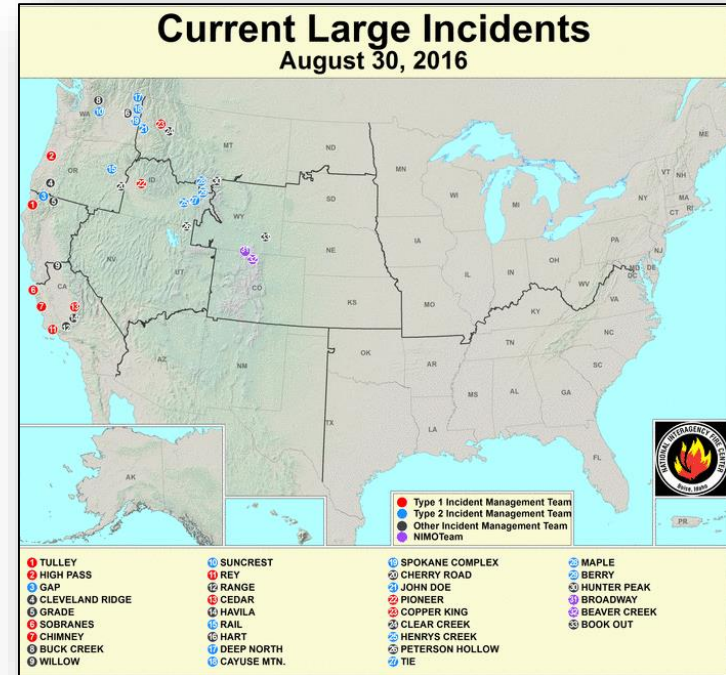 Current Large Incidents
August 30, 2016
WA
OR
ID
MT
ND
MN
WI
MI
VT
NH
ME
NY
MA
CT
RI
SD
WY
NE
IA
IL
IN
OH
PA
NJ
MD
DE
DC
WV
VA
NV
UT
CO
KS
MO
KY
CA
AZ
NM
OK
AR
TN
NC
SC
MS
AL
GA
TX
LA
FL
AK
PR
NATIONAL INTERAGENCY FIRE CENTER
Boise, Idaho
Type 1 Incident Management Team
Type 2 Incident Management Team
Other Incident Management Team
NIMOTeam
1 TULLEY
2 HIGH PASS
3 GAP
4 CLEVELAND RIDGE
5 GRADE
6 SOBRANES
7 CHIMNEY
8 BUCK CREEK
9 WILLOW
10 SUNCREST
11 REY
12 RANGE
13 CEDAR
14 HAVILA
15 RAIL
16 HART
17 DEEP NORTH
18 CAYUSE MTN.
19 SPOKANE COMPLEX
20 CHERRY ROAD
21 JOHN DOE
22 PIONEER
23 COPPER KING
24 CLEAR CREEK
25 HENRYS CREEK
26 PETERSON HOLLOW
27 TIE
28 MAPLE
29 BERRY
30 HUNTER PEAK
31 BROADWAY
32 BEAVER CREEK
33 BOOK OUT